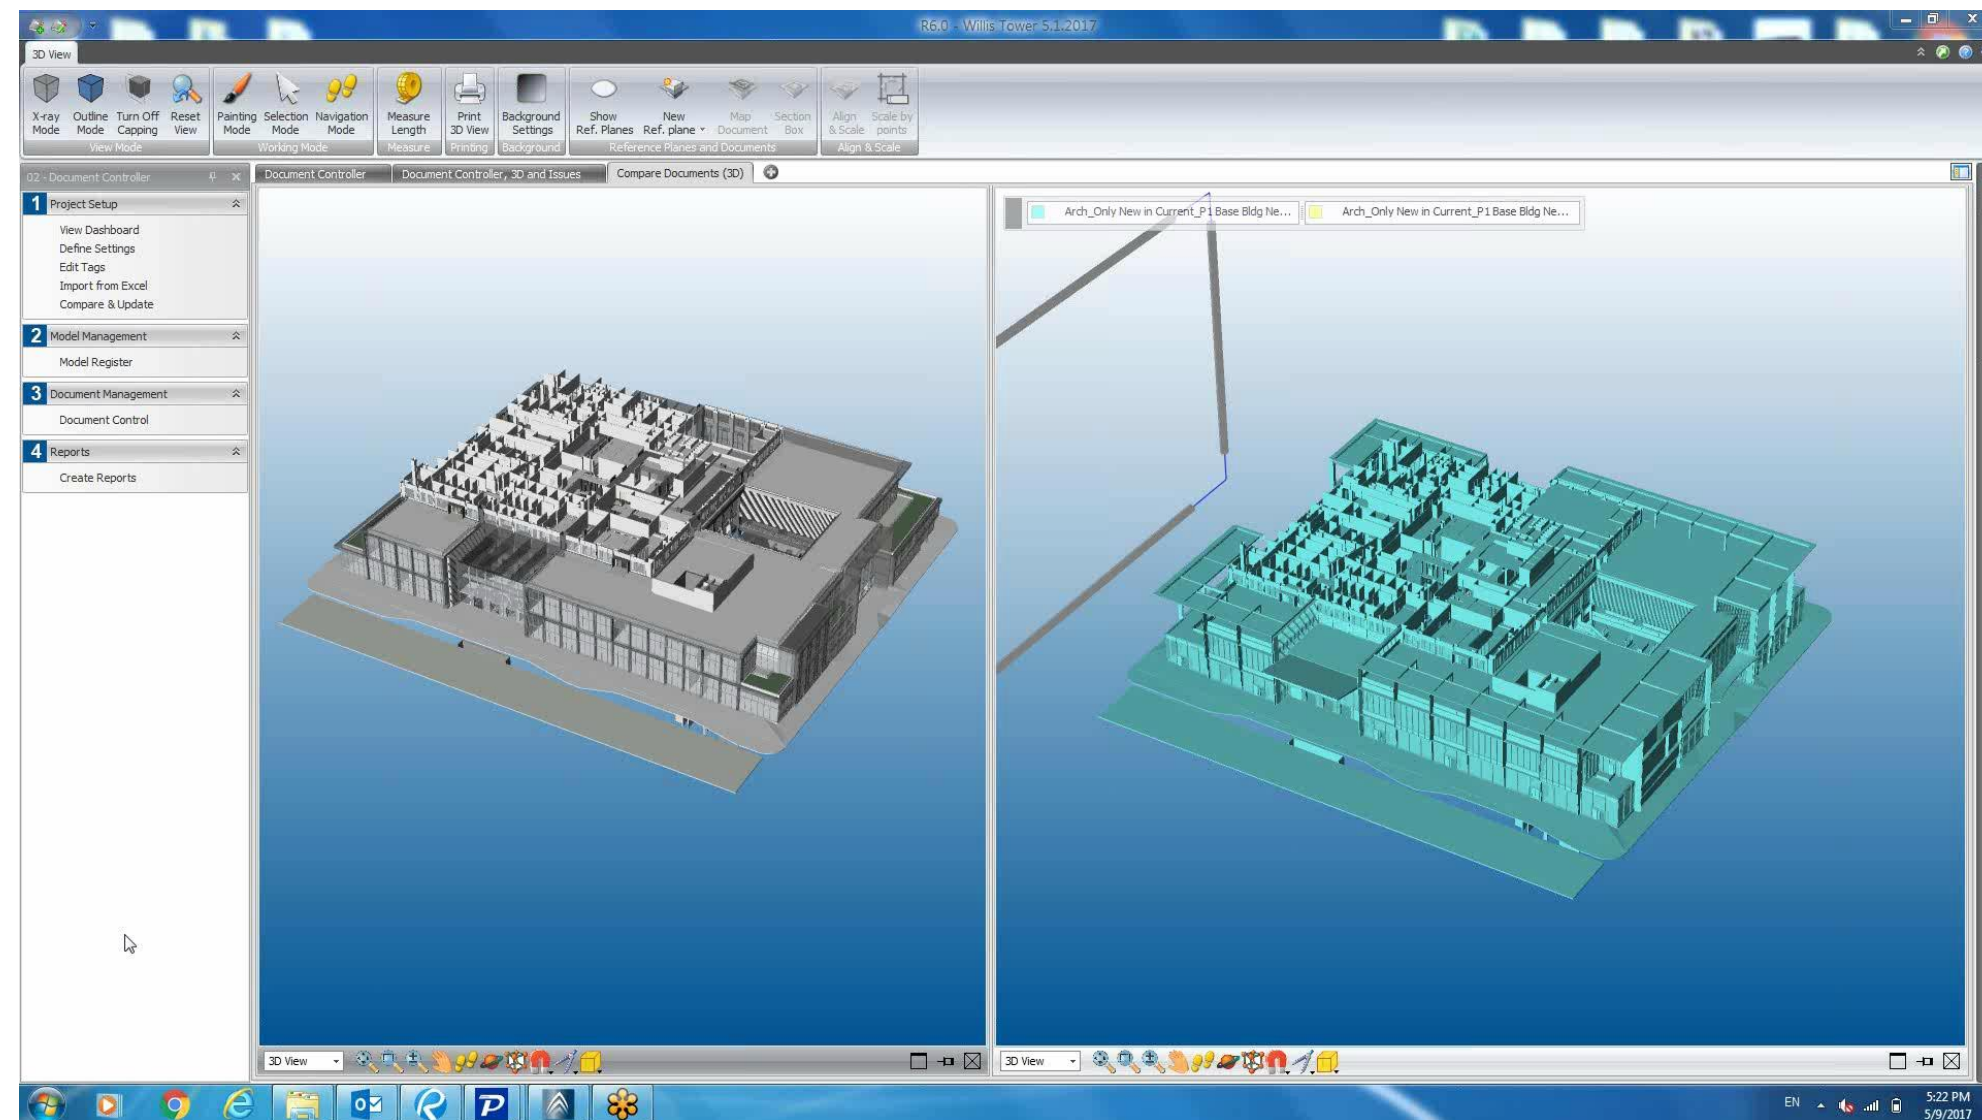 R6.0 - Willis Tower 5.1.2017
3D View
X-ray Mode
Outline Mode
Turn Off Capping
Reset View
View Mode
Painting Mode
Selection Mode
Navigation Mode
Working Mode
Measure Length
Measure
Print 3D View
Printing
Background Settings
Background
Show Ref. Planes
New Ref. plane
Map Document
Section Box
Reference Planes and Documents
Align & Scale
Scale by points
Align & Scale
02 - Document Controller
Document Controller
Document Controller, 3D and Issues
Compare Documents (3D)
1 Project Setup
View Dashboard
Define Settings
Edit Tags
Import from Excel
Compare & Update
2 Model Management
Model Register
3 Document Management
Document Control
4 Reports
Create Reports
Arch_Only New in Current_P1 Base Bldg Ne...
Arch_Only New in Current_P1 Base Bldg Ne...
3D View
3D View
EN
5:22 PM
5/9/2017